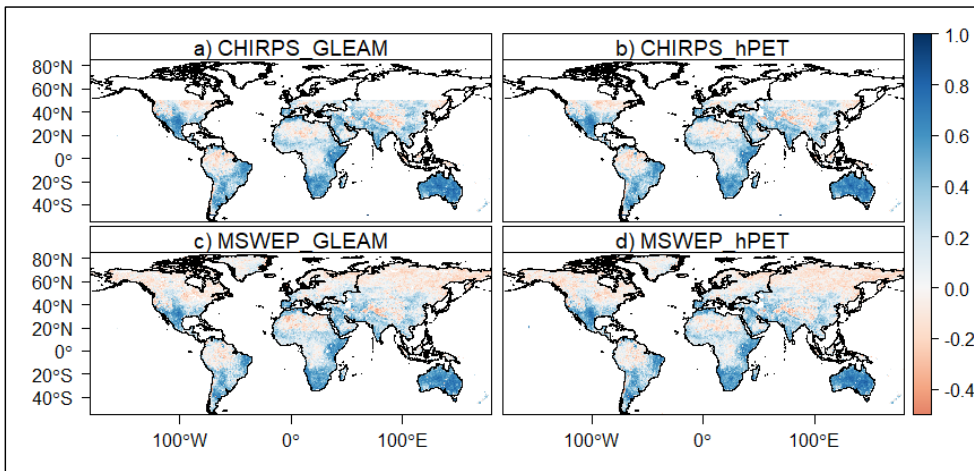 a) CHIRPS_GLEAM
b) CHIRPS_hPET
80°N
60°N
40°N
20°N
0°
20°S
40°S
c) MSWEP_GLEAM
d) MSWEP_hPET
80°N
60°N
40°N
20°N
0°
20°S
40°S
100°W
0°
100°E
100°W
0°
100°E
1.0
0.8
0.6
0.4
0.2
0.0
-0.2
-0.4